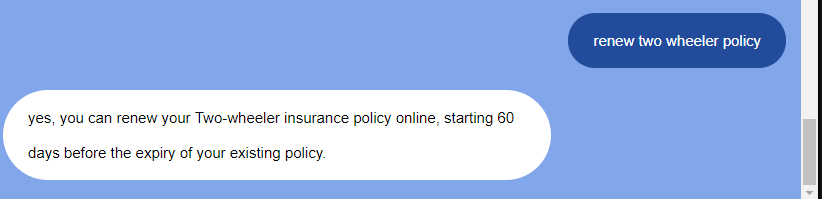 renew two wheeler policy
yes, you can renew your Two-wheeler insurance policy online, starting 60
days before the expiry of your existing policy.